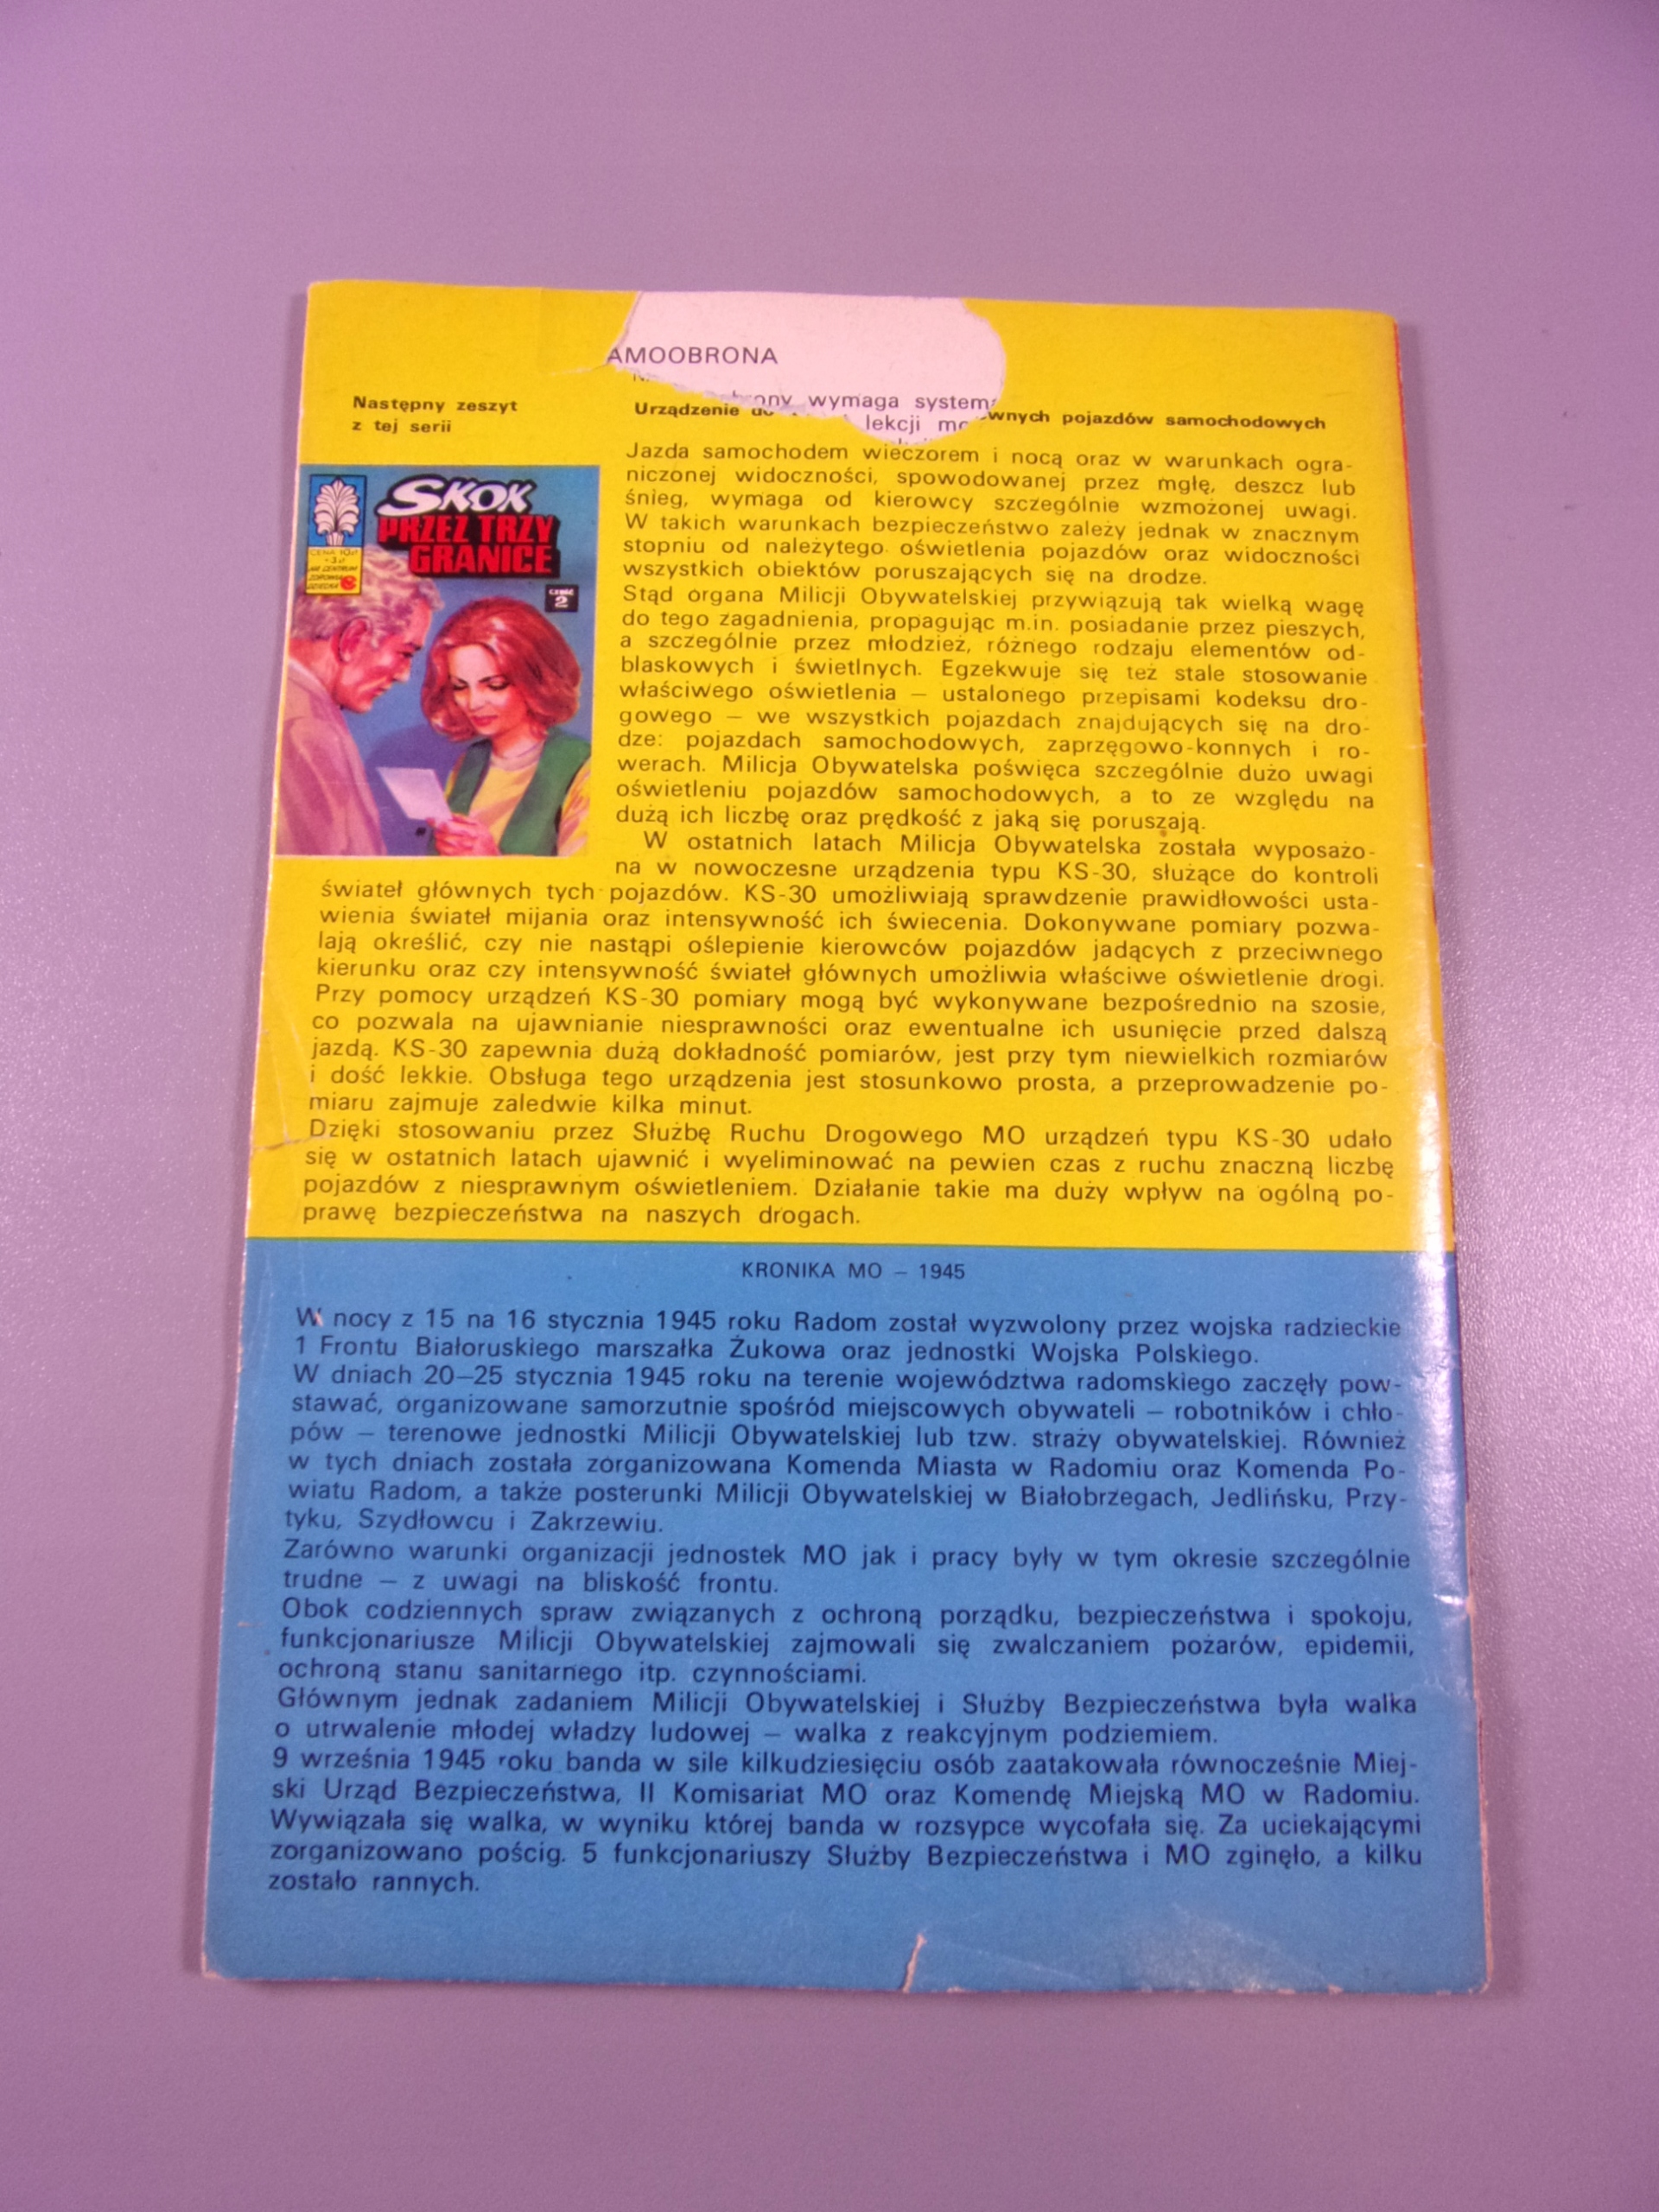 AMOOBRONA
wymaga
lekcji
Następny zeszyt
z tej serii
Urządzenie
pojazdów samochodowych
SKOK
PRZEZ TRZY
GRANICE
CENA 10zł
+3zł
CZĘŚĆ
2
Jazda samochodem wieczorem i nocą oraz w warunkach ogra-
niczonej widoczności, spowodowanej przez mgłę, deszcz lub
śnieg, wymaga od kierowcy szczególnie wzmożonej uwagi.
W takich warunkach bezpieczeństwo zależy jednak w znacznym
stopniu od należytego oświetlenia pojazdów oraz widoczności
wszystkich obiektów poruszających się na drodze.
Stąd organa Milicji Obywatelskiej przywiązują tak wielką wagę
do tego zagadnienia, propagując m.in. posiadanie przez pieszych,
a szczególnie przez młodzież, różnego rodzaju elementów od-
blaskowych i świetlnych. Egzekwuje się też stale stosowanie
właściwego oświetlenia — ustalonego przepisami kodeksu dro-
gowego — we wszystkich pojazdach znajdujących się na dro-
dze: pojazdach samochodowych, zaprzęgowo-konnych i ro-
werach. Milicja Obywatelska poświęca szczególnie dużo uwagi
oświetleniu pojazdów samochodowych, a to ze względu na
dużą ich liczbę oraz prędkość z jaką się poruszają.
W ostatnich latach Milicja Obywatelska została wyposażo-
na w nowoczesne urządzenia typu KS-30, służące do kontroli
świateł głównych tych pojazdów. KS-30 umożliwiają sprawdzenie prawidłowości usta-
wienia świateł mijania oraz intensywność ich świecenia. Dokonywane pomiary pozwa-
lają określić, czy nie nastąpi oślepienie kierowców pojazdów jadących z przeciwnego
kierunku oraz czy intensywność świateł głównych umożliwia właściwe oświetlenie drogi.
Przy pomocy urządzeń KS-30 pomiary mogą być wykonywane bezpośrednio na szosie,
co pozwala na ujawnianie niesprawności oraz ewentualne ich usunięcie przed dalszą
jazdą. KS-30 zapewnia dużą dokładność pomiarów, jest przy tym niewielkich rozmiarów
i dość lekkie. Obsługa tego urządzenia jest stosunkowo prosta, a przeprowadzenie po-
miaru zajmuje zaledwie kilka minut.
Dzięki stosowaniu przez Służbę Ruchu Drogowego MO urządzeń typu KS-30 udało
się w ostatnich latach ujawnić i wyeliminować na pewien czas z ruchu znaczną liczbę
pojazdów z niesprawnym oświetleniem. Działanie takie ma duży wpływ na ogólną po-
prawę bezpieczeństwa na naszych drogach.
KRONIKA MO — 1945
W nocy z 15 na 16 stycznia 1945 roku Radom został wyzwolony przez wojska radzieckie
1 Frontu Białoruskiego marszałka Żukowa oraz jednostki Wojska Polskiego.
W dniach 20—25 stycznia 1945 roku na terenie województwa radomskiego zaczęły pow-
stawać, organizowane samorzutnie spośród miejscowych obywateli — robotników i chło-
pów — terenowe jednostki Milicji Obywatelskiej lub tzw. straży obywatelskiej. Również
w tych dniach została zorganizowana Komenda Miasta w Radomiu oraz Komenda Po-
wiatu Radom, a także posterunki Milicji Obywatelskiej w Białobrzegach, Jedlińsku, Przy-
tyku, Szydłowcu i Zakrzewiu.
Zarówno warunki organizacji jednostek MO jak i pracy były w tym okresie szczególnie
trudne — z uwagi na bliskość frontu.
Obok codziennych spraw związanych z ochroną porządku, bezpieczeństwa i spokoju,
funkcjonariusze Milicji Obywatelskiej zajmowali się zwalczaniem pożarów, epidemii,
ochroną stanu sanitarnego itp. czynnościami.
Głównym jednak zadaniem Milicji Obywatelskiej i Służby Bezpieczeństwa była walka
o utrwalenie młodej władzy ludowej — walka z reakcyjnym podziemiem.
9 września 1945 roku banda w sile kilkudziesięciu osób zaatakowała równocześnie Miej-
ski Urząd Bezpieczeństwa, II Komisariat MO oraz Komendę Miejską MO w Radomiu.
Wywiązała się walka, w wyniku której banda w rozsypce wycofała się. Za uciekającymi
zorganizowano pościg. 5 funkcjonariuszy Służby Bezpieczeństwa i MO zginęło, a kilku
zostało rannych.